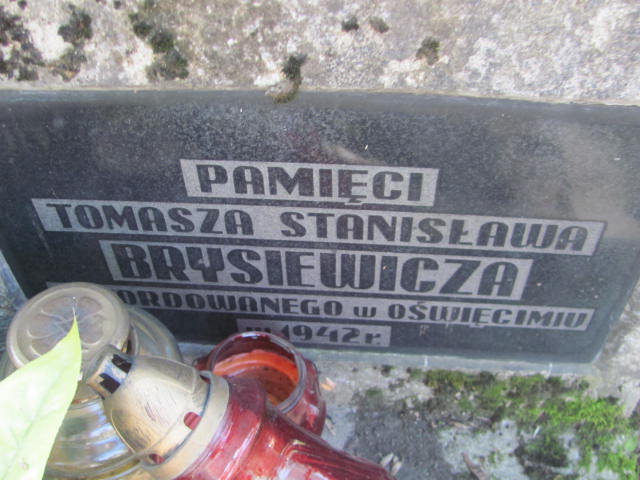 PAMIĘCI
TOMASZA STANISŁAWA
BRYSIEWICZA
ORDOWANEGO w OŚWIĘCIMIU
w 1942 r.